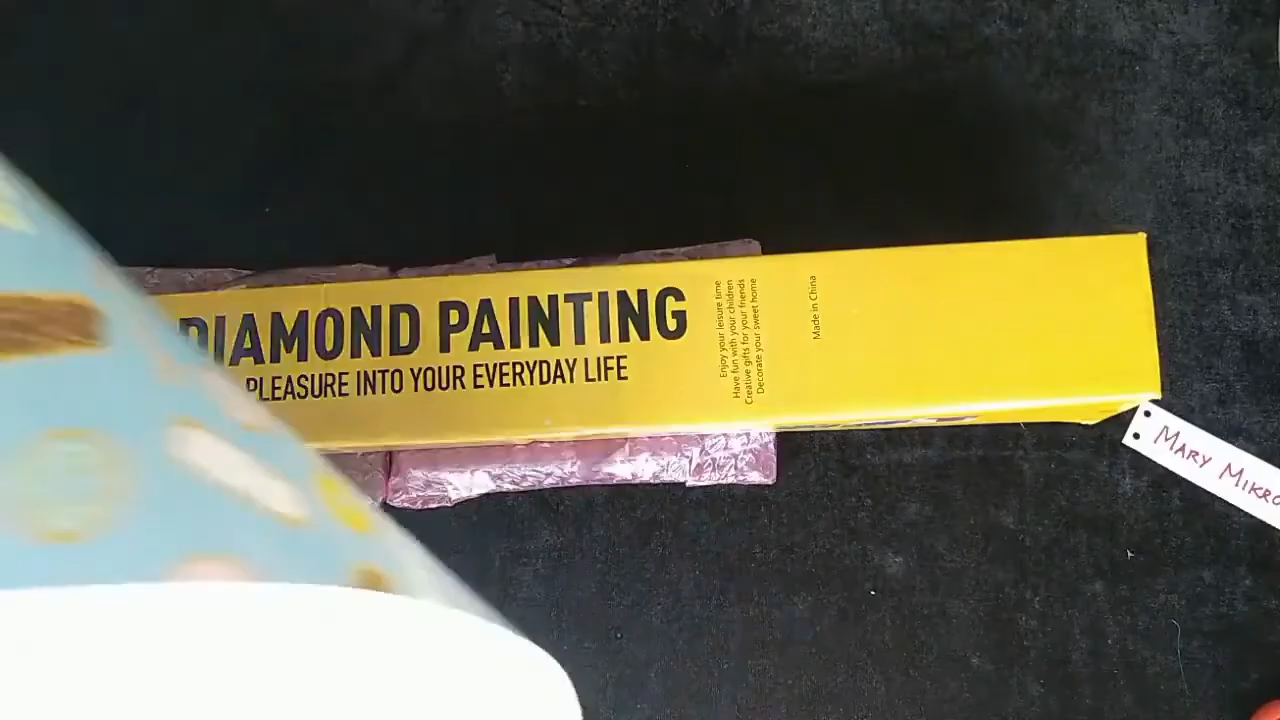 DIAMOND PAINTING
PLEASURE INTO YOUR EVERYDAY LIFE
Enjoy your leisure time
Have fun with your children
Creative gifts for your friends
Decorate your sweet home
Made in China
MARY MIKRO